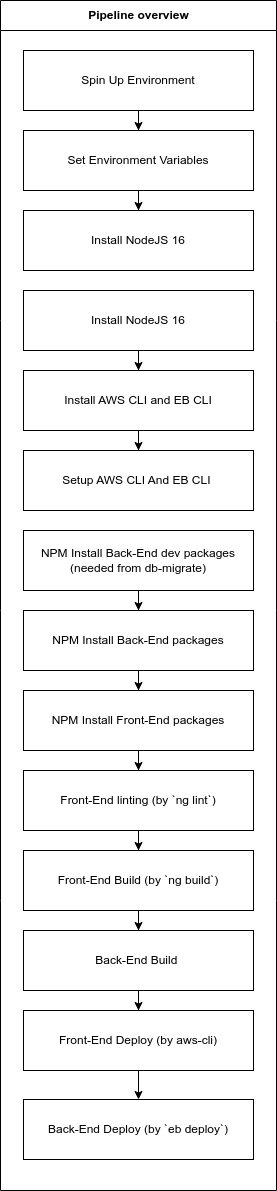 Pipeline overview
Spin Up Environment
Set Environment Variables
Install NodeJS 16
Install NodeJS 16
Install AWS CLI and EB CLI
Setup AWS CLI And EB CLI
NPM Install Back-End dev packages
(needed from db-migrate)
NPM Install Back-End packages
NPM Install Front-End packages
Front-End linting (by `ng lint`)
Front-End Build (by `ng build`)
Back-End Build
Front-End Deploy (by aws-cli)
Back-End Deploy (by `eb deploy`)